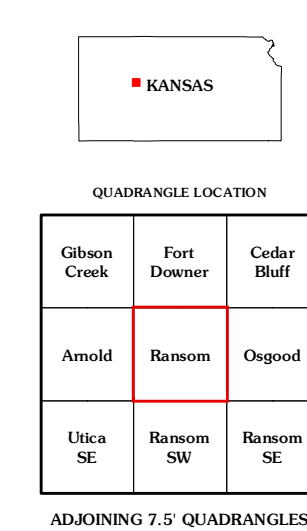 KANSAS
QUADRANGLE LOCATION
Gibson Creek
Fort Downer
Cedar Bluff
Arnold
Ransom
Osgood
Utica SE
Ransom SW
Ransom SE
ADJOINING 7.5' QUADRANGLES